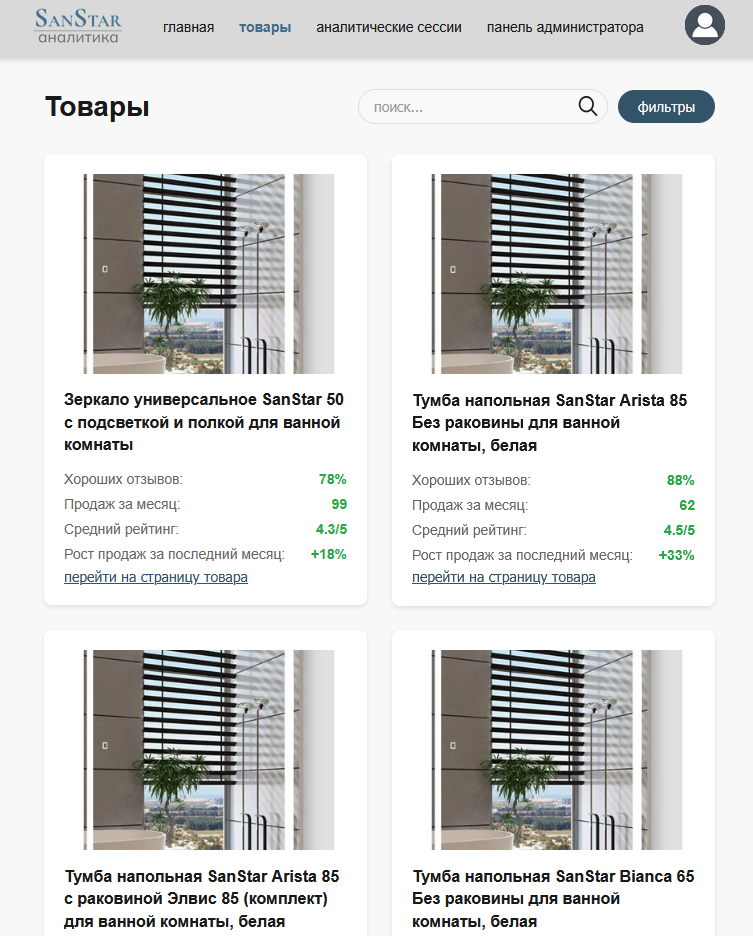 SanStar
аналитика
главная
товары
аналитические сессии
панель администратора
Товары
поиск...
фильтры
Зеркало универсальное SanStar 50
с подсветкой и полкой для ванной
комнаты
Хороших отзывов: 78%
Продаж за месяц: 99
Средний рейтинг: 4.3/5
Рост продаж за последний месяц: +18%
перейти на страницу товара
Тумба напольная SanStar Arista 85
Без раковины для ванной
комнаты, белая
Хороших отзывов: 88%
Продаж за месяц: 62
Средний рейтинг: 4.5/5
Рост продаж за последний месяц: +33%
перейти на страницу товара
Тумба напольная SanStar Arista 85
с раковиной Элвис 85 (комплект)
для ванной комнаты, белая
Тумба напольная SanStar Bianca 65
Без раковины для ванной
комнаты, белая